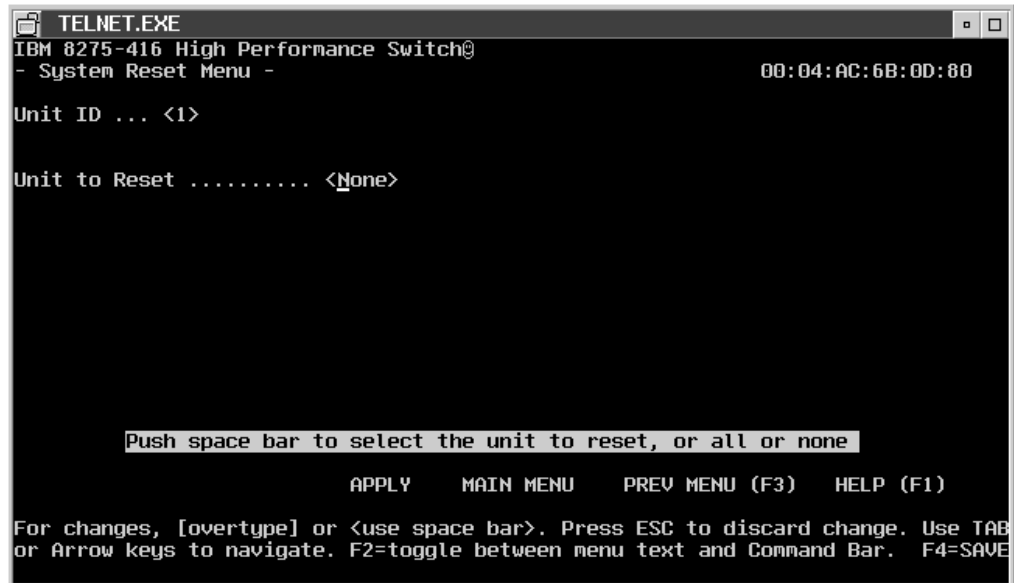 TELNET.EXE
IBM 8275-416 High Performance Switch@
- System Reset Menu - 00:04:AC:6B:0D:80
Unit ID ... <1>
Unit to Reset .......... <None>
Push space bar to select the unit to reset, or all or none
APPLY MAIN MENU PREV MENU (F3) HELP (F1)
For changes, [overtype] or <use space bar>. Press ESC to discard change. Use TAB
or Arrow keys to navigate. F2=toggle between menu text and Command Bar. F4=SAVE